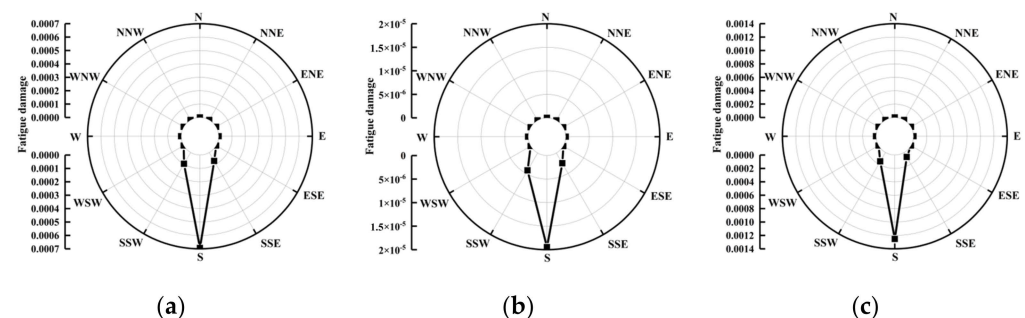 0.0007
0.0006
0.0005
0.0004
0.0003
0.0002
0.0001
0.0000
0.0000
0.0001
0.0002
0.0003
0.0004
0.0005
0.0006
0.0007
Fatigue damage
N
NNE
ENE
E
ESE
SSE
S
SSW
WSW
W
WNW
NNW
(a)
2×10⁻⁵
1.5×10⁻⁵
1×10⁻⁵
5×10⁻⁶
0
0
5×10⁻⁶
1×10⁻⁵
1.5×10⁻⁵
2×10⁻⁵
Fatigue damage
N
NNE
ENE
E
ESE
SSE
S
SSW
WSW
W
WNW
NNW
(b)
0.0014
0.0012
0.0010
0.0008
0.0006
0.0004
0.0002
0.0000
0.0000
0.0002
0.0004
0.0006
0.0008
0.0010
0.0012
0.0014
Fatigue damage
N
NNE
ENE
E
ESE
SSE
S
SSW
WSW
W
WNW
NNW
(c)